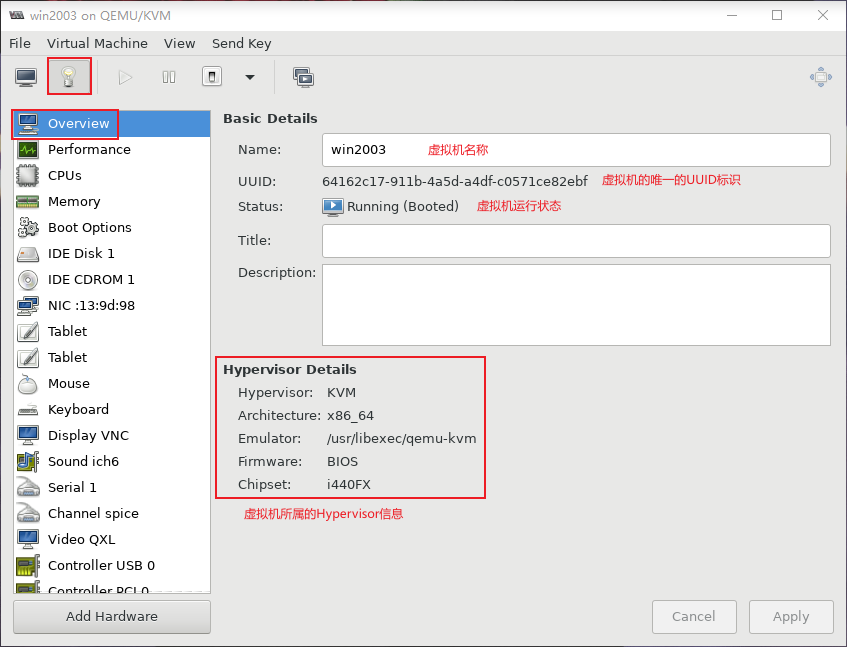 win2003 on QEMU/KVM
File Virtual Machine View Send Key
Overview
Performance
CPUs
Memory
Boot Options
IDE Disk 1
IDE CDROM 1
NIC :13:9d:98
Tablet
Tablet
Mouse
Keyboard
Display VNC
Sound ich6
Serial 1
Channel spice
Video QXL
Controller USB 0
Controller PCI 0
Add Hardware
Basic Details
Name: win2003 虚拟机名称
UUID: 64162c17-911b-4a5d-a4df-c0571ce82ebf 虚拟机的唯一的UUID标识
Status: Running (Booted) 虚拟机运行状态
Title:
Description:
Hypervisor Details
Hypervisor: KVM
Architecture: x86_64
Emulator: /usr/libexec/qemu-kvm
Firmware: BIOS
Chipset: i440FX
虚拟机所属的Hypervisor信息
Cancel Apply